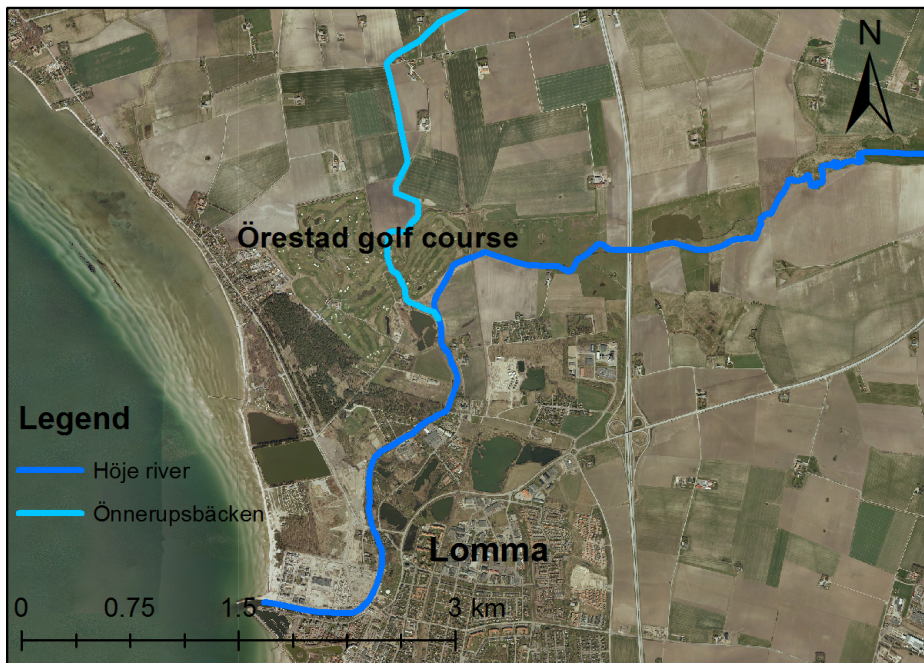 N
Örestad golf course
Legend
Höje river
Önnerupsbäcken
Lomma
0 0.75 1.5 3 km